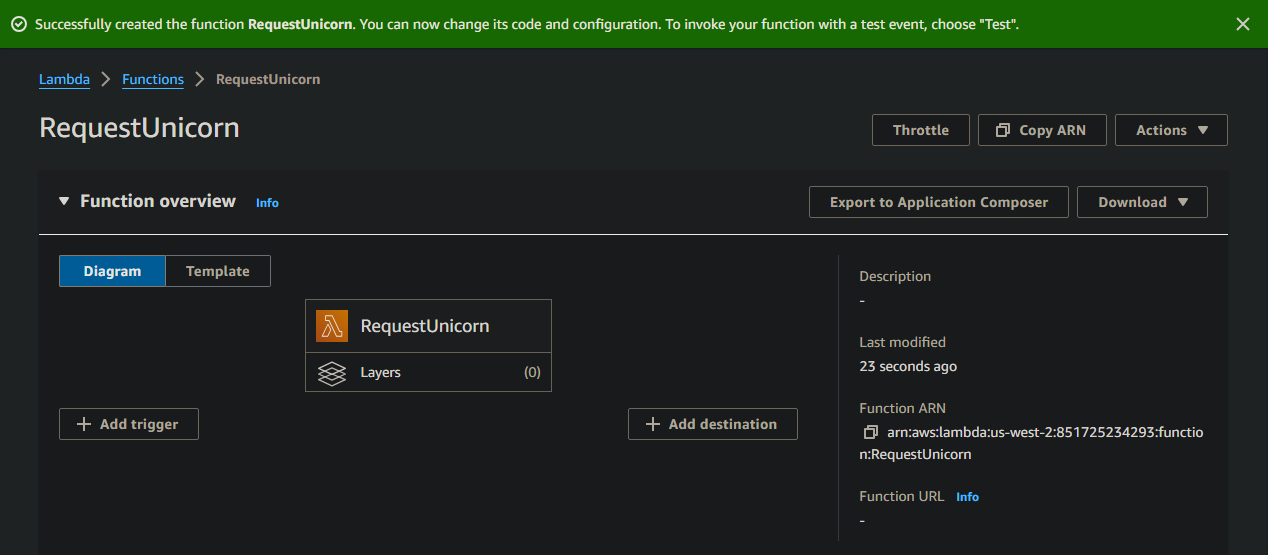 Successfully created the function RequestUnicorn. You can now change its code and configuration. To invoke your function with a test event, choose "Test".
Lambda > Functions > RequestUnicorn
RequestUnicorn
Throttle
Copy ARN
Actions
Function overview
Info
Export to Application Composer
Download
Diagram
Template
RequestUnicorn
Layers
(0)
Add trigger
Add destination
Description
-
Last modified
23 seconds ago
Function ARN
arn:aws:lambda:us-west-2:851725234293:functio
n:RequestUnicorn
Function URL
Info
-